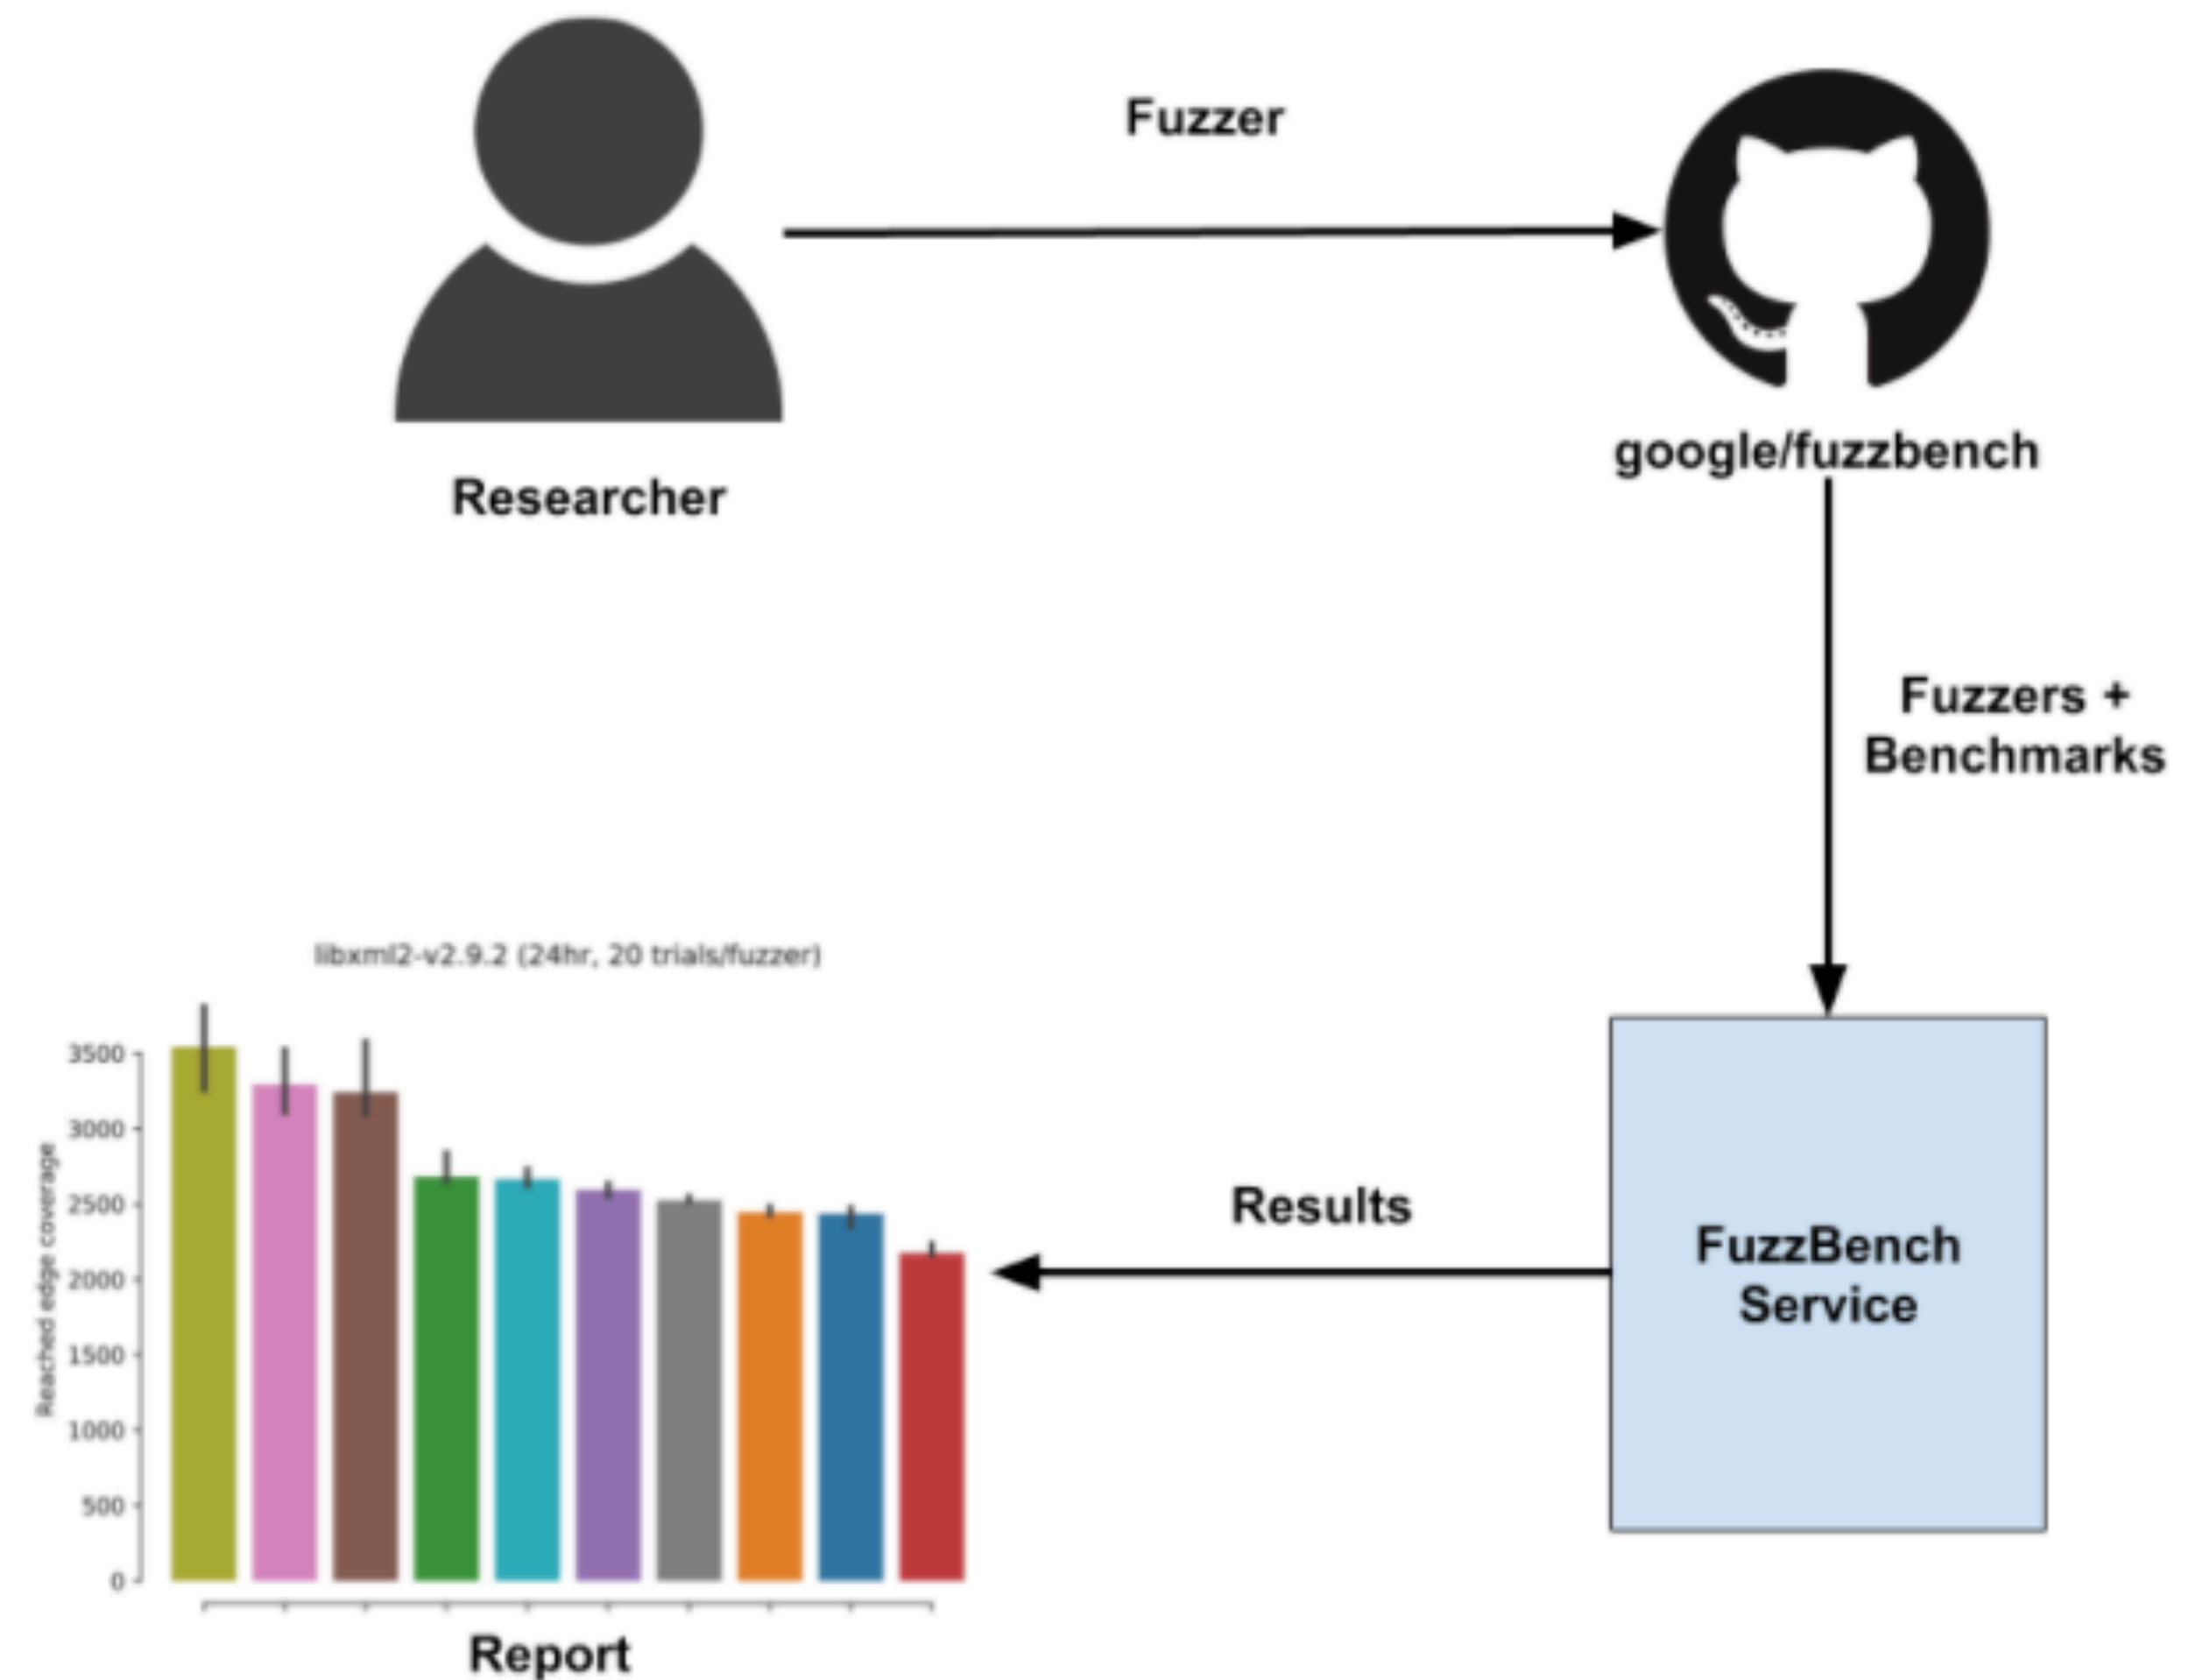 Fuzzer
google/fuzzbench
Researcher
Fuzzers +
Benchmarks
libxml2-v2.9.2 (24hr, 20 trials/fuzzer)
Reached edge coverage
3500
3000
2500
2000
1500
1000
500
0
Results
FuzzBench
Service
Report